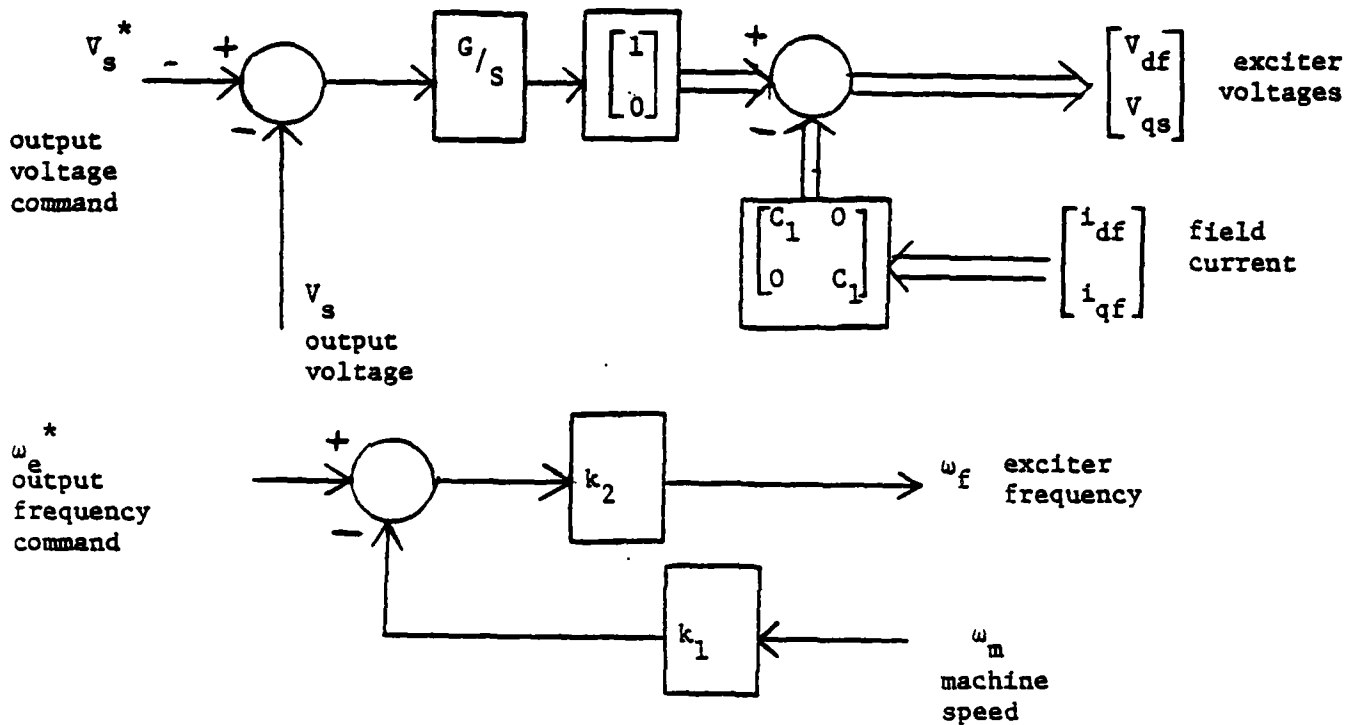 V_s^*
- + -
output
voltage
command
V_s
output
voltage
G/S
[1
0]
+ -
[V_df
V_qs]
exciter
voltages
[C_1 0
0 C_1]
[i_df
i_qf]
field
current
ω_e^*
output
frequency
command
+ -
k_2
ω_f exciter
frequency
k_1
ω_m
machine
speed